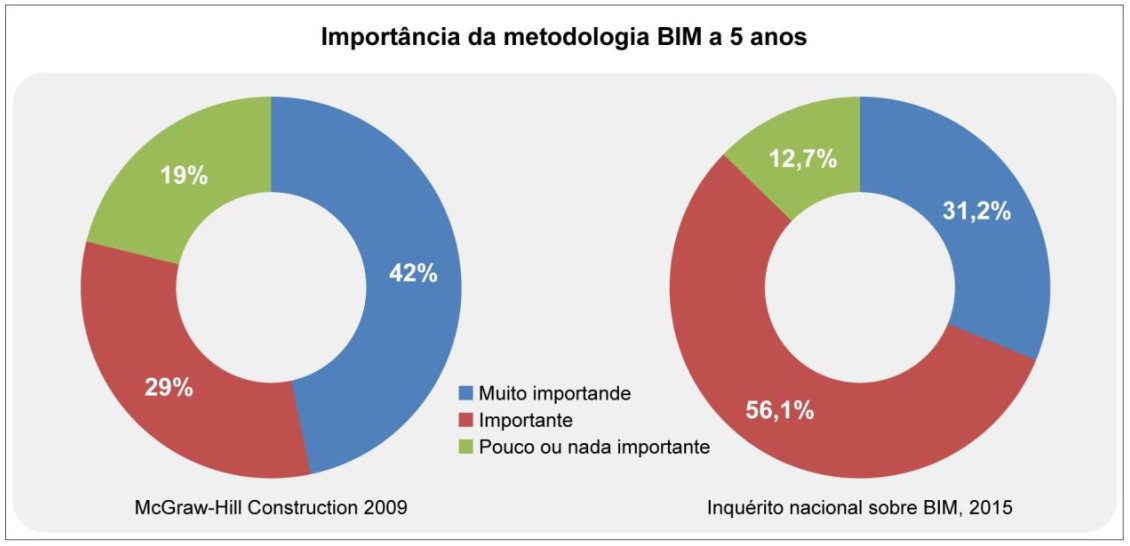 Importância da metodologia BIM a 5 anos
19%
42%
29%
12,7%
31,2%
56,1%
Muito importande
Importante
Pouco ou nada importante
McGraw-Hill Construction 2009
Inquérito nacional sobre BIM, 2015